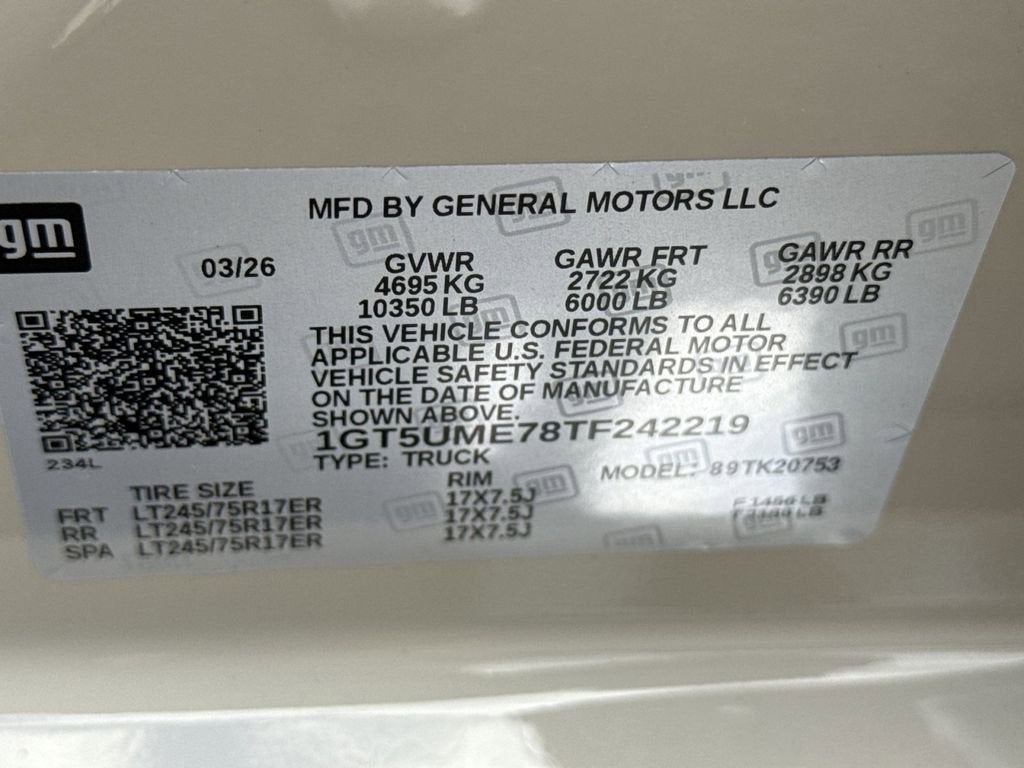 gm
MFD BY GENERAL MOTORS LLC
03/26
GVWR GAWR FRT GAWR RR
4695 KG 2722 KG 2898 KG
10350 LB 6000 LB 6390 LB
THIS VEHICLE CONFORMS TO ALL
APPLICABLE U.S. FEDERAL MOTOR
VEHICLE SAFETY STANDARDS IN EFFECT
ON THE DATE OF MANUFACTURE
SHOWN ABOVE.
1GT5UME78TF242219
234L
TYPE: TRUCK MODEL: 89TK20753
TIRE SIZE RIM
FRT LT245/75R17ER 17X7.5J
RR LT245/75R17ER 17X7.5J
SPA LT245/75R17ER 17X7.5J